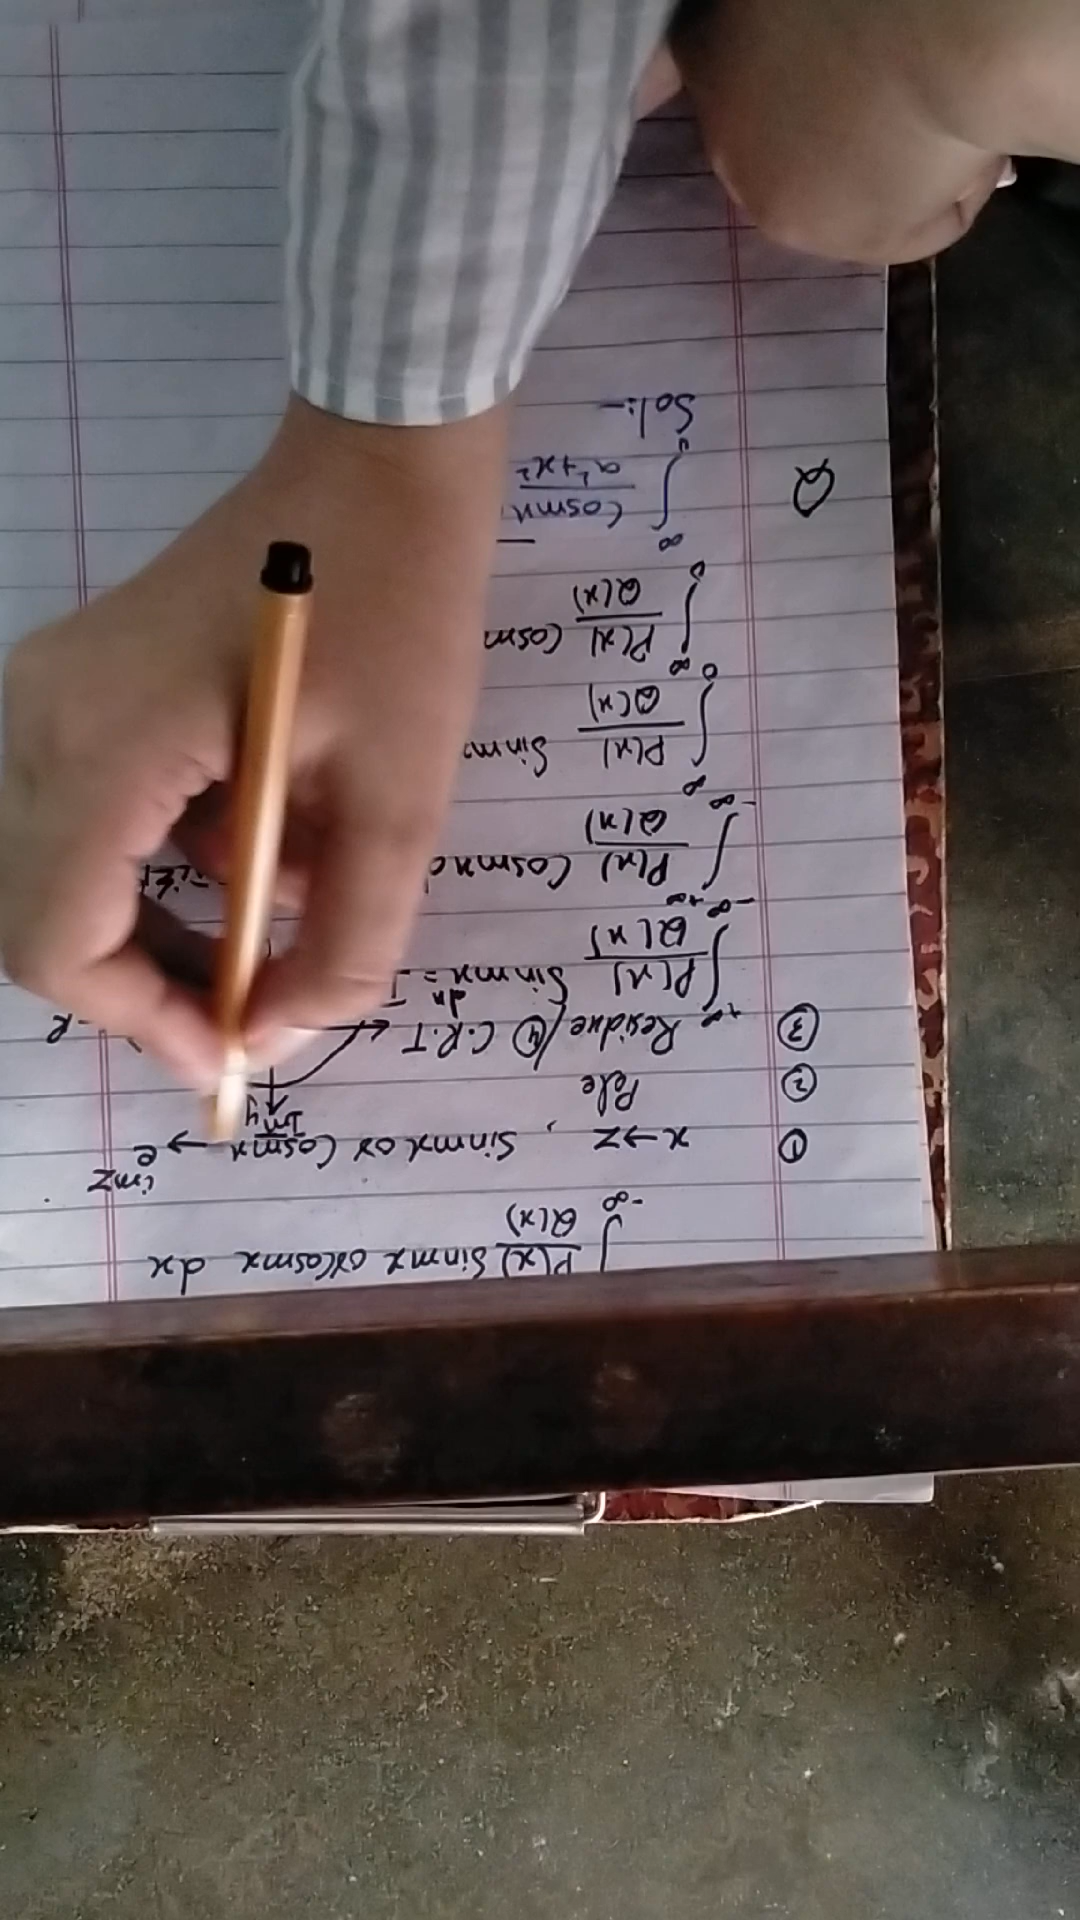 ∫ P(x)/Q(x) Sinmx or Cosmx dx
-∞
① x→z , Sinmx or Cosmx → e^imz
Im y
② Pole
③ Residue / ④ C.R.T ← -R
+∞ ∫ -∞ P(x)/Q(x) Sinmx dx =
+∞ ∫ -∞ P(x)/Q(x) Cosmx
∞ ∫ 0 P(x)/Q(x) Sinm
∞ ∫ 0 P(x)/Q(x) Cosm
Q ∞ ∫ 0 Cosmx / a²+x²
Sol:-